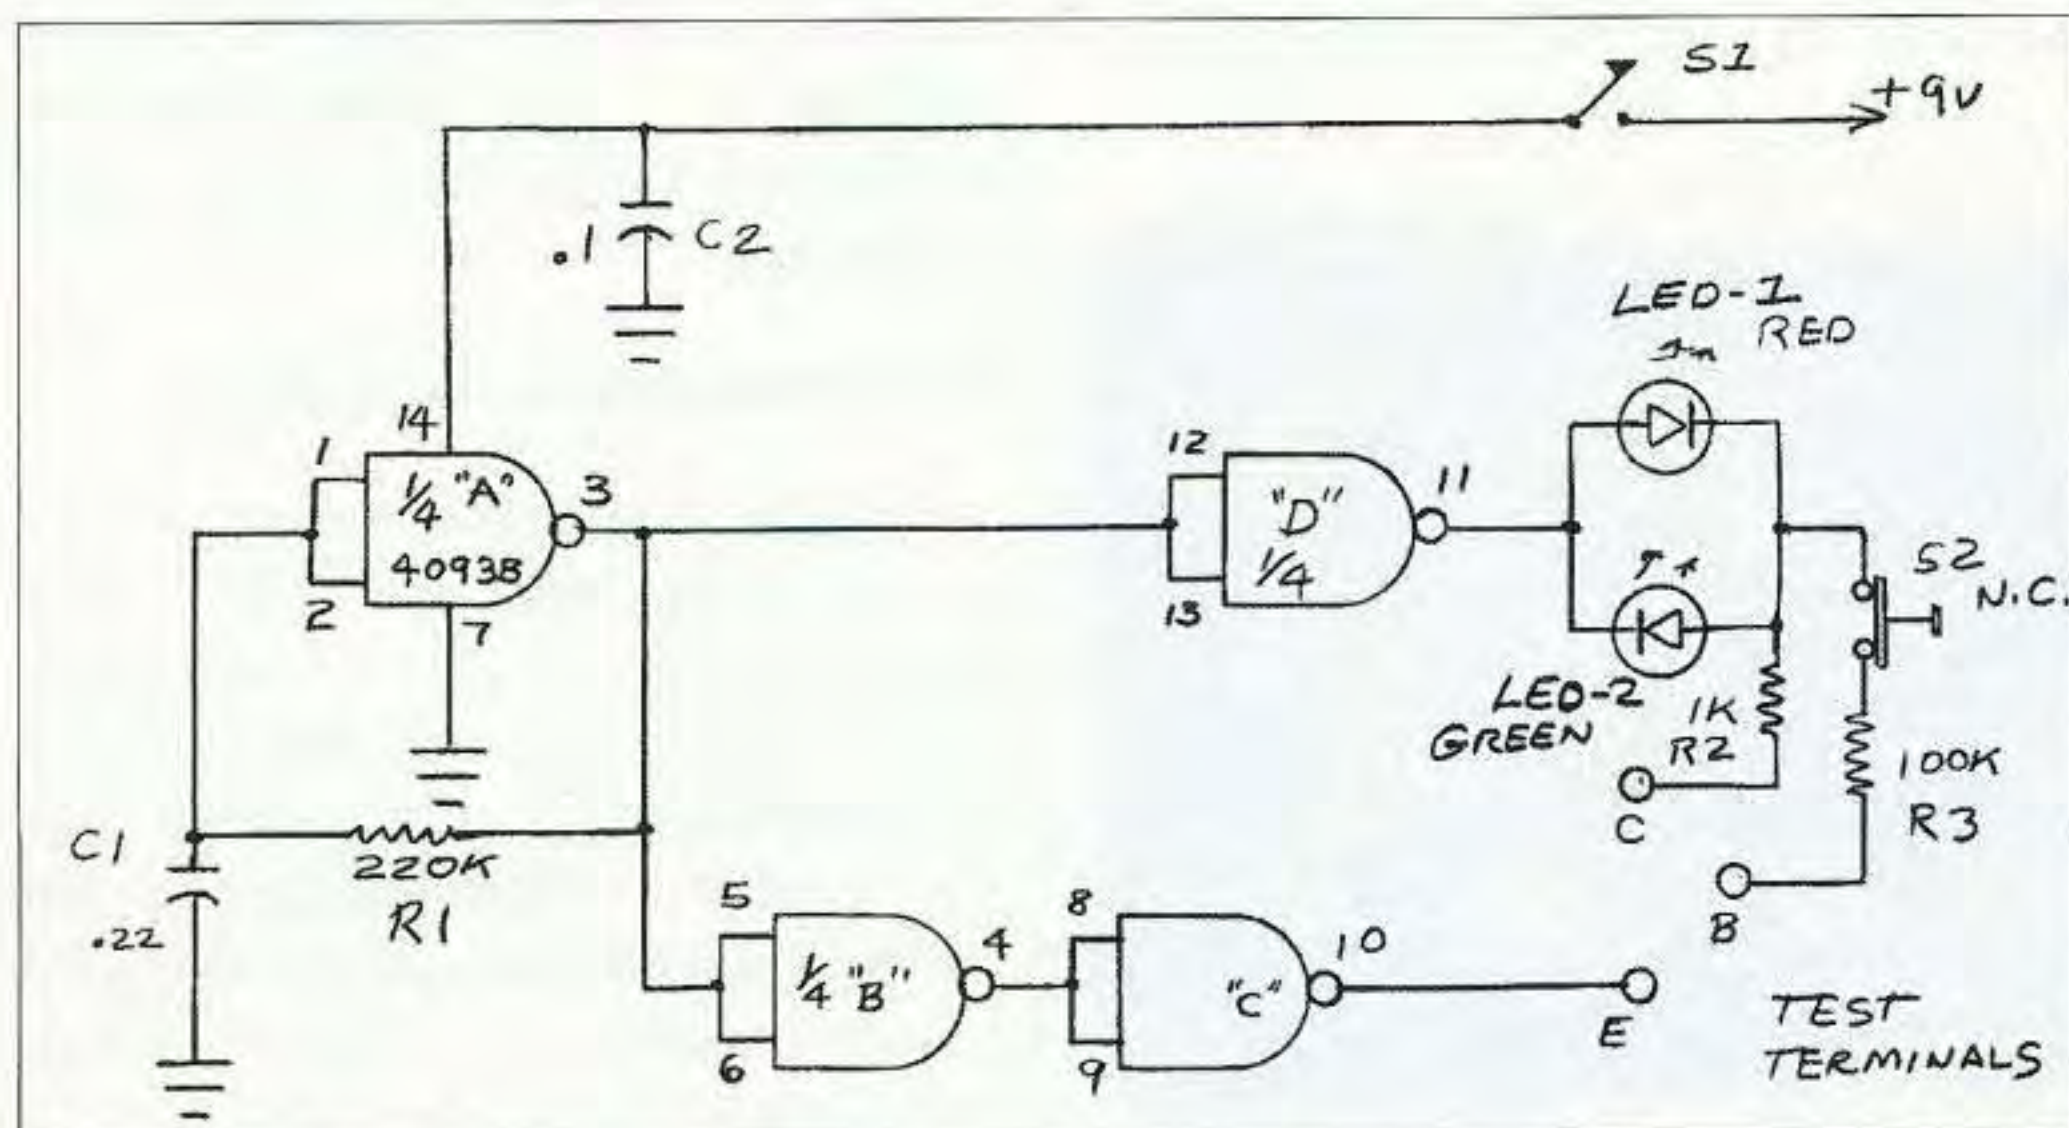 S1
+9V
.1
C2
LED-1
RED
14
1
1/4 "A"
3
4093B
2
7
12
"D"
11
1/4
13
S2
N.C.
LED-2
GREEN
1K
R2
100K
R3
C
C1
220K
R1
.22
B
5
1/4 "B"
4
8
10
"C"
6
9
E
TEST
TERMINALS